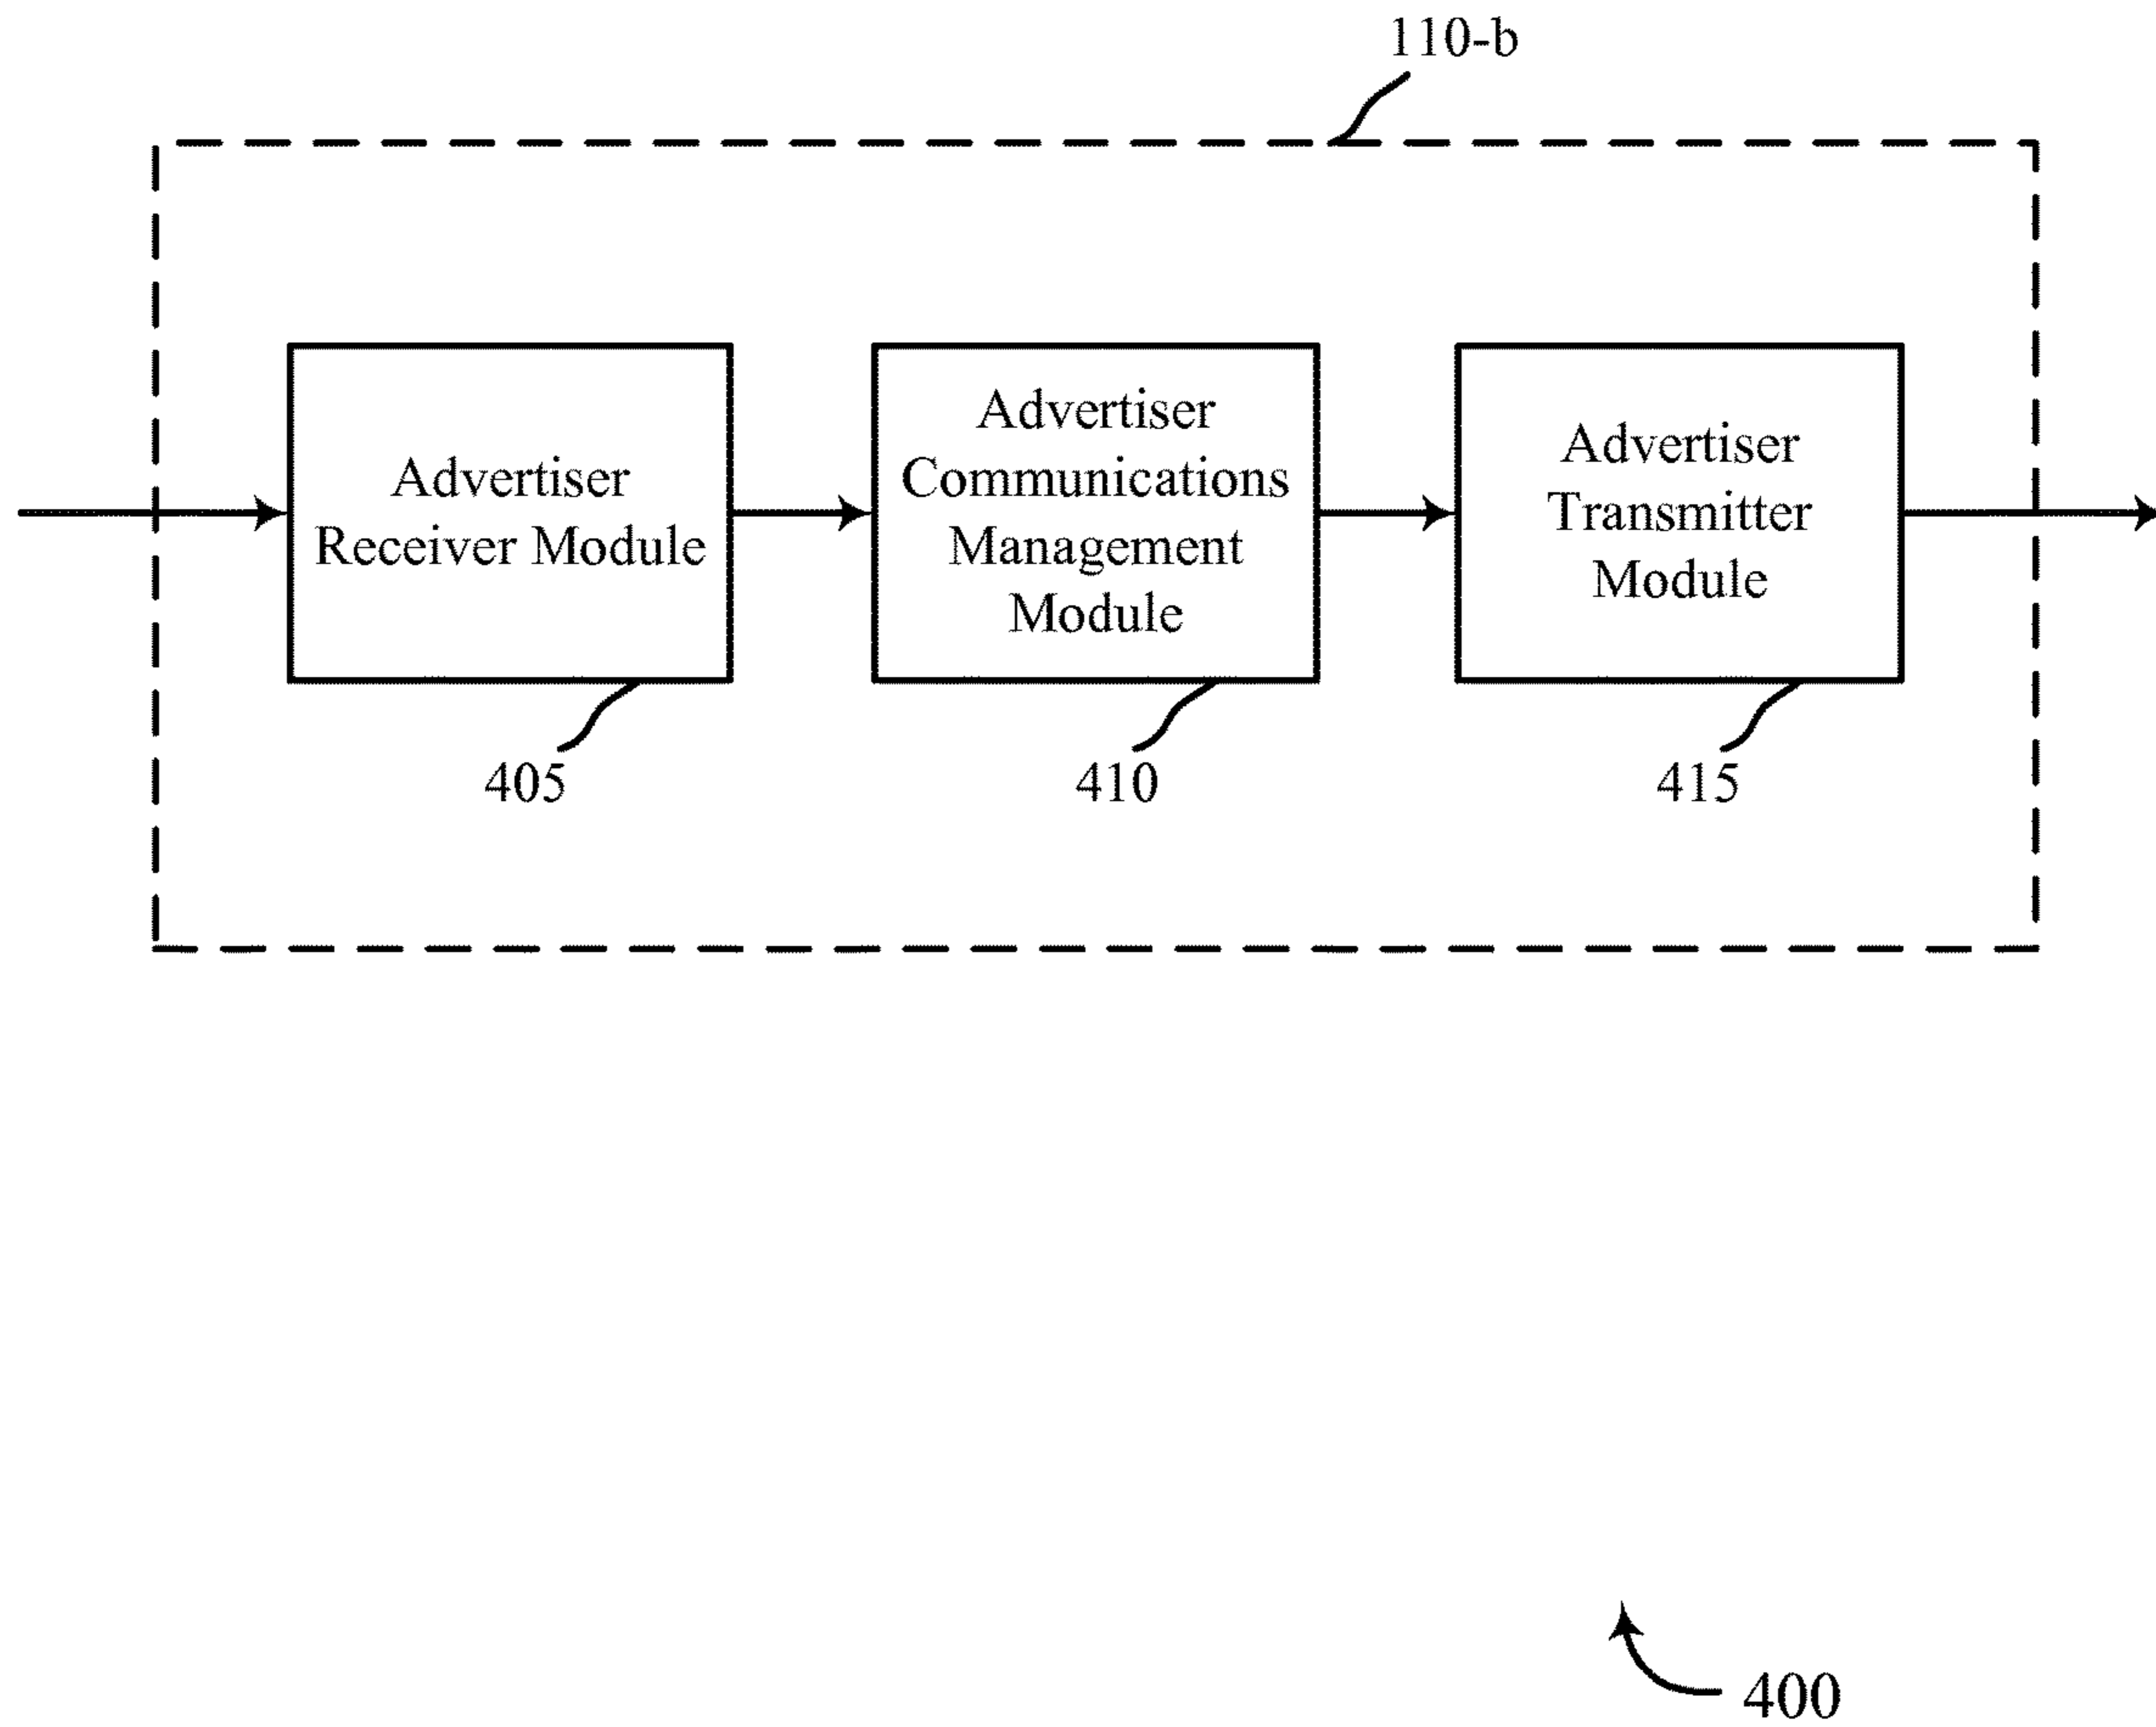 110-b
Advertiser
Receiver Module
Advertiser
Communications
Management
Module
Advertiser
Transmitter
Module
405
410
415
400